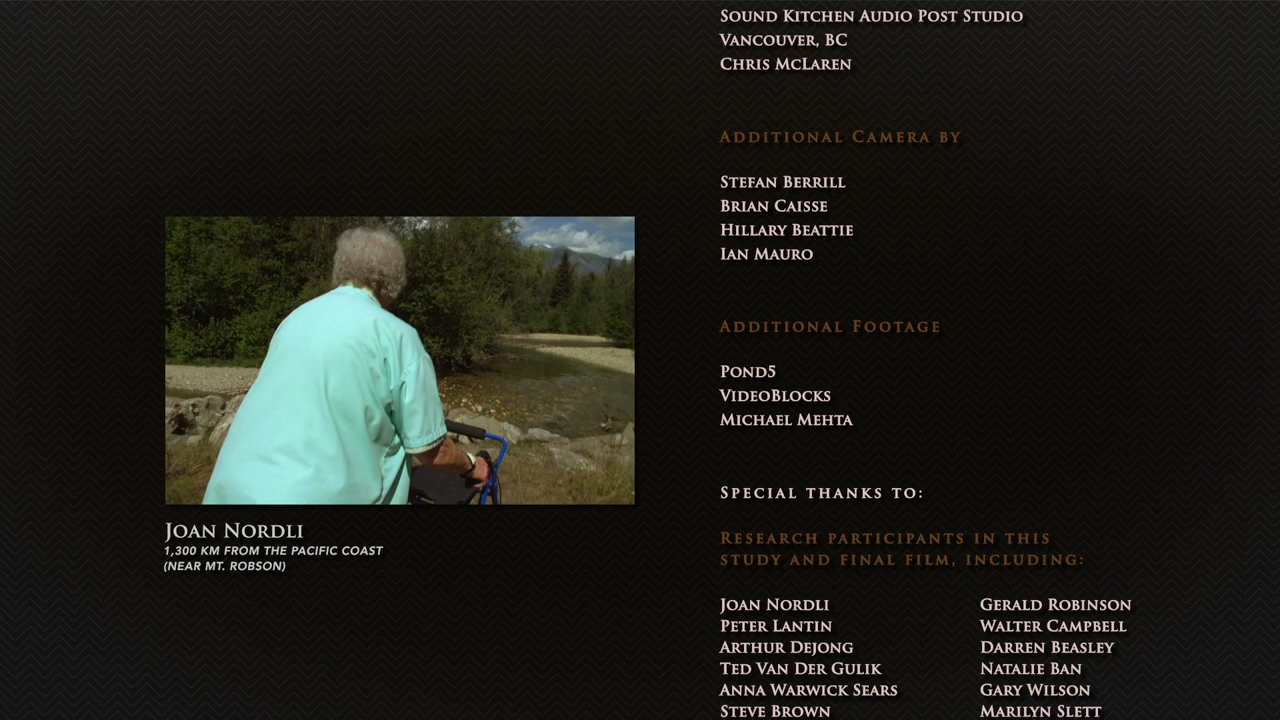 Sound Kitchen Audio Post Studio
Vancouver, BC
Chris McLaren
Additional Camera by
Stefan Berrill
Brian Caisse
Hillary Beattie
Ian Mauro
Additional Footage
Pond5
VideoBlocks
Michael Mehta
Special thanks to:
Research participants in this
study and final film, including:
Joan Nordli
Peter Lantin
Arthur Dejong
Ted Van Der Gulik
Anna Warwick Sears
Steve Brown
Gerald Robinson
Walter Campbell
Darren Beasley
Natalie Ban
Gary Wilson
Marilyn Slett
Joan Nordli
1,300 KM FROM THE PACIFIC COAST
(NEAR MT. ROBSON)